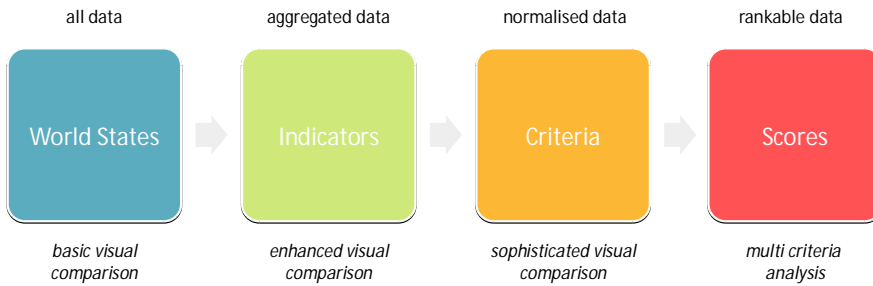 all data
aggregated data
normalised data
rankable data
World States
Indicators
Criteria
Scores
basic visual
comparison
enhanced visual
comparison
sophisticated visual
comparison
multi criteria
analysis